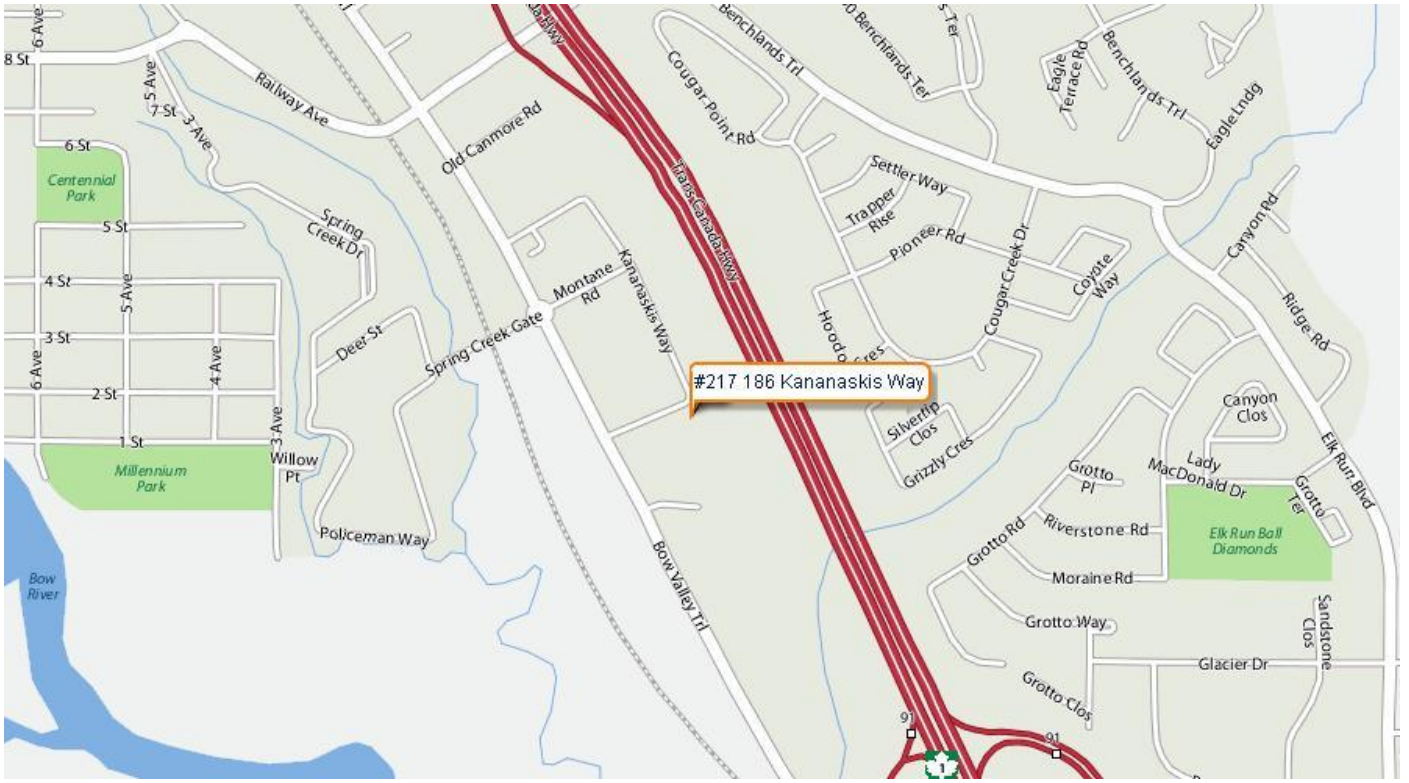 6 Ave
8 St
5 Ave
7 St
3 Ave
Railway Ave
6 St
Centennial
Park
5 St
Spring
Creek Dr
4 St
5 Ave
3 St
Deer St
6 Ave
4 Ave
2 St
3 Ave
1 St
Willow
Pt
Millennium
Park
Policeman Way
Bow
River
Old Canmore Rd
Montane
Rd
Kananaskis Way
Spring Creek Gate
Bow Valley Trl
Trans Canada Hwy
#217 186 Kananaskis Way
Benchlands Trl
Benchlands Ter
Cougar Point Rd
Eagle
Terrace Rd
Benchlands Trl
Eagle Lndg
Settler Way
Trapper
Rise
Pioneer Rd
Cougar Creek Dr
Coyote
Way
Canyon Rd
Ridge Rd
Cres
Silvertip
Clos
Grizzly Cres
Canyon
Clos
Lady
MacDonald Dr
Grotto
Pl
Grotto
Ter
Elk Run Blvd
Riverstone Rd
Grotto Rd
Elk Run Ball
Diamonds
Moraine Rd
Grotto Way
Sandstone
Clos
Glacier Dr
Grotto Clos
91
91
1